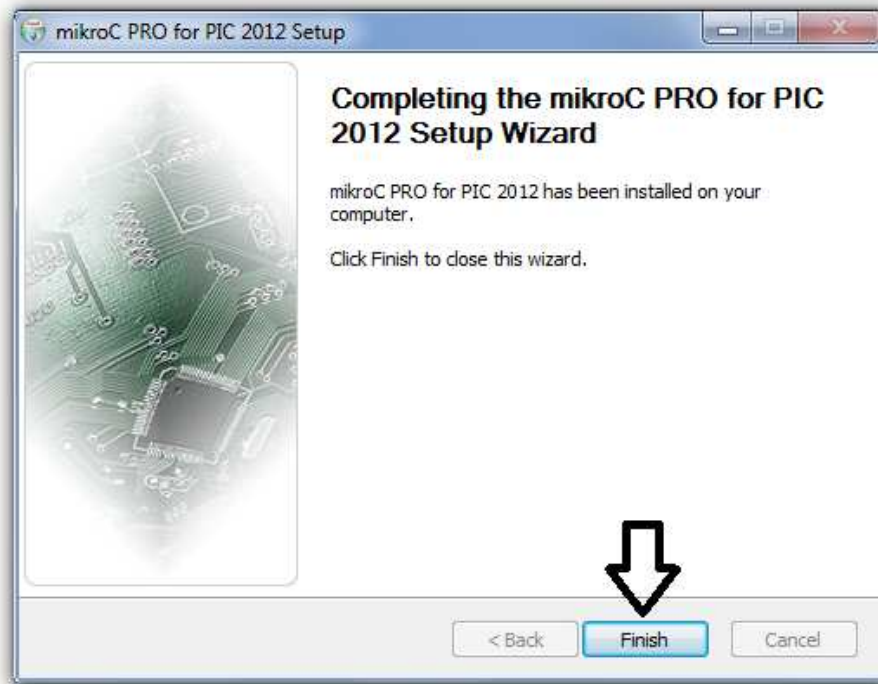 mikroC PRO for PIC 2012 Setup
Completing the mikroC PRO for PIC
2012 Setup Wizard
mikroC PRO for PIC 2012 has been installed on your
computer.
Click Finish to close this wizard.
< Back Finish Cancel